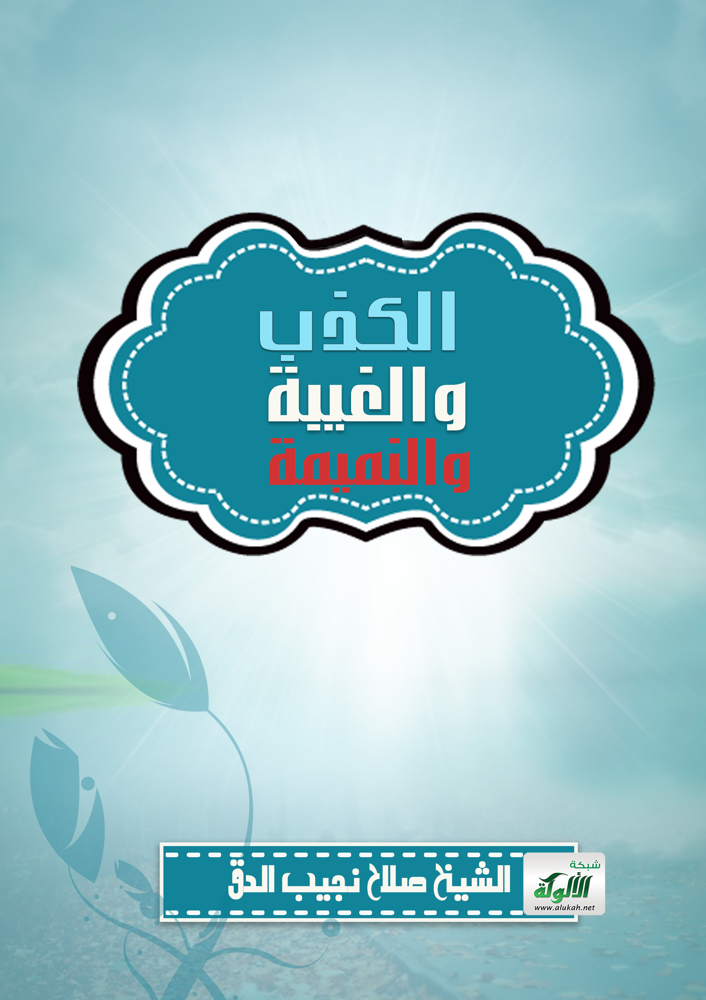 الكذب
والغيبة
والنميمة
الشيخ صلاح نجيب الدق
شبكة
الألوكة
www.alukah.net